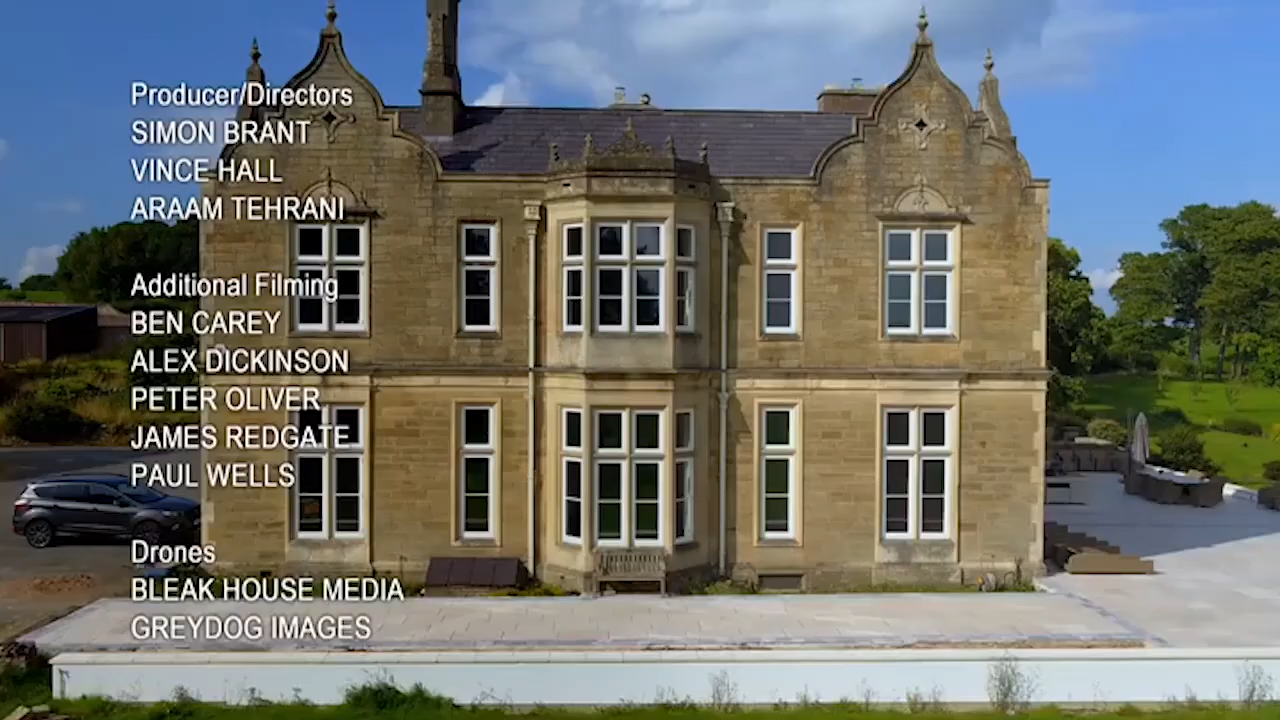 Producer/Directors
SIMON BRANT
VINCE HALL
ARAAM TEHRANI
Additional Filming
BEN CAREY
ALEX DICKINSON
PETER OLIVER
JAMES REDGATE
PAUL WELLS
Drones
BLEAK HOUSE MEDIA
GREYDOG IMAGES